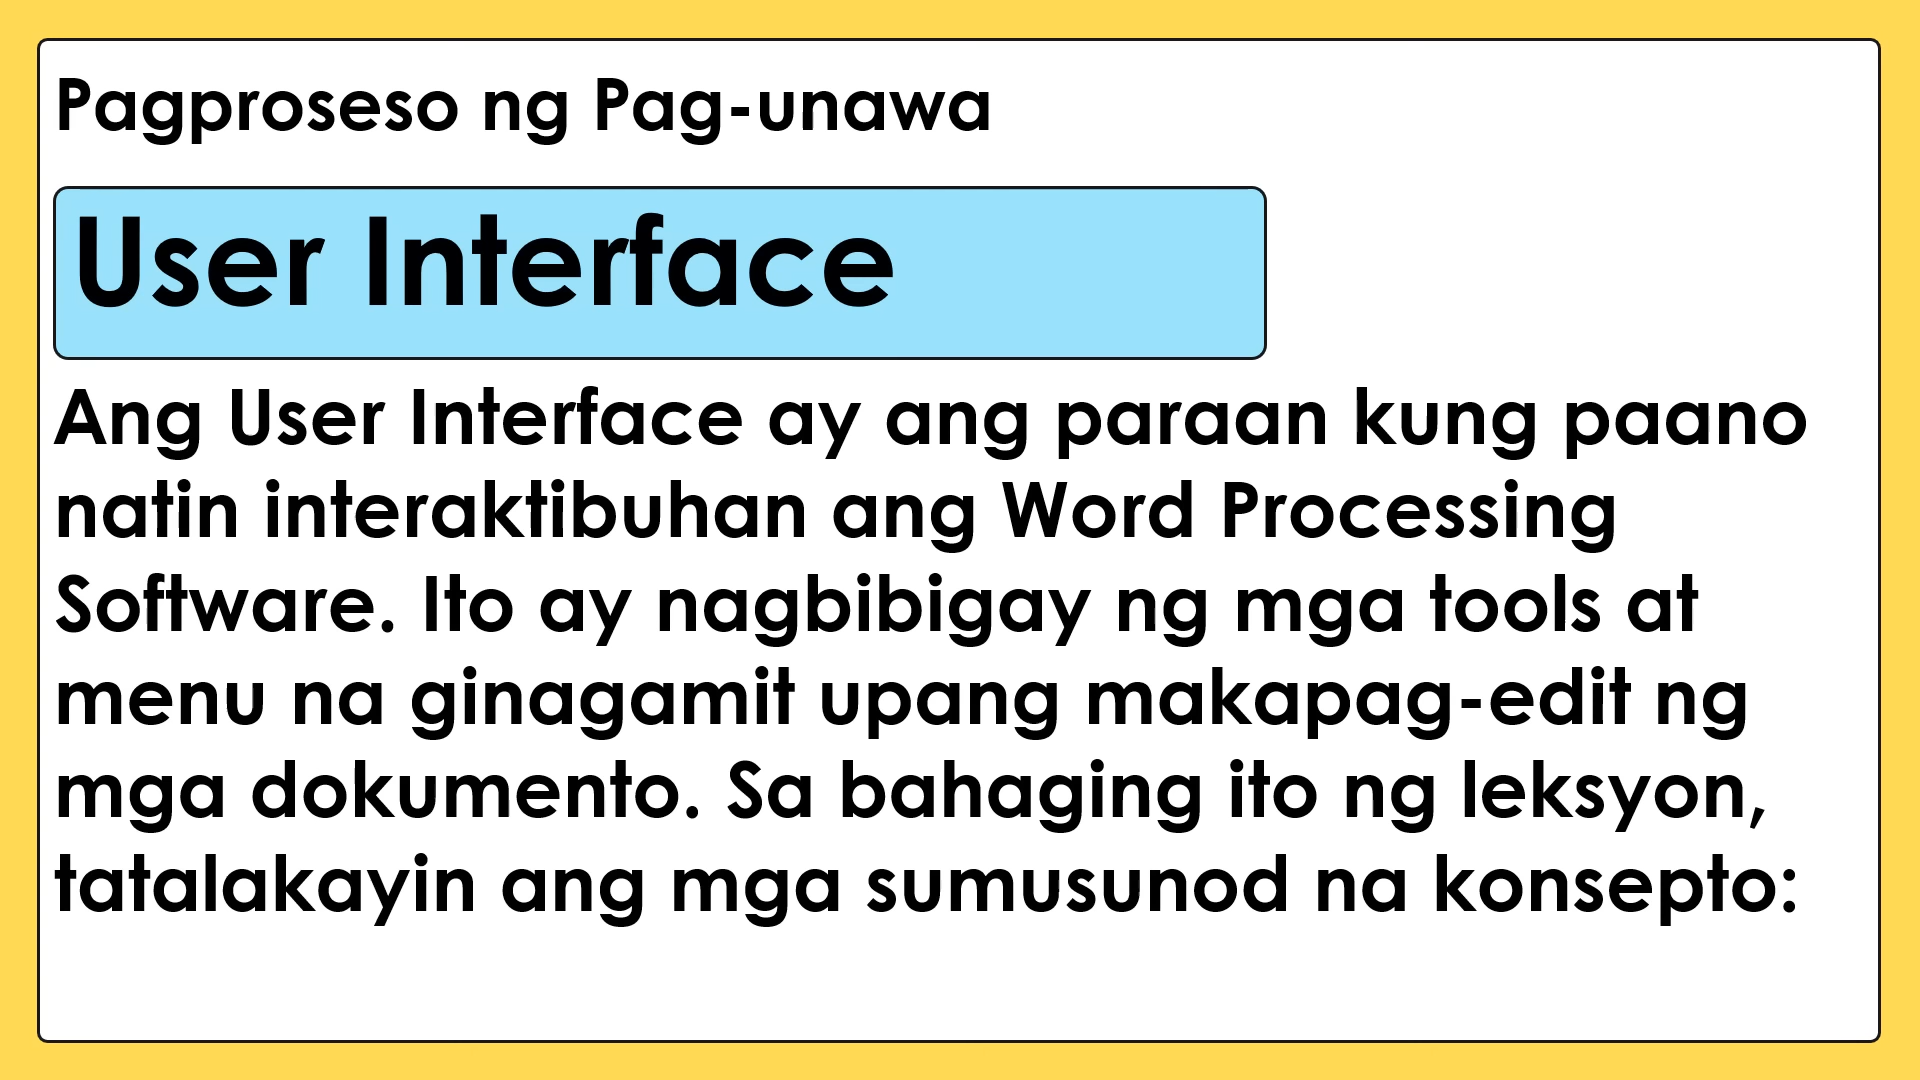 Pagproseso ng Pag-unawa
User Interface
Ang User Interface ay ang paraan kung paano
natin interaktibuhan ang Word Processing
Software. Ito ay nagbibigay ng mga tools at
menu na ginagamit upang makapag-edit ng
mga dokumento. Sa bahaging ito ng leksyon,
tatalakayin ang mga sumusunod na konsepto: